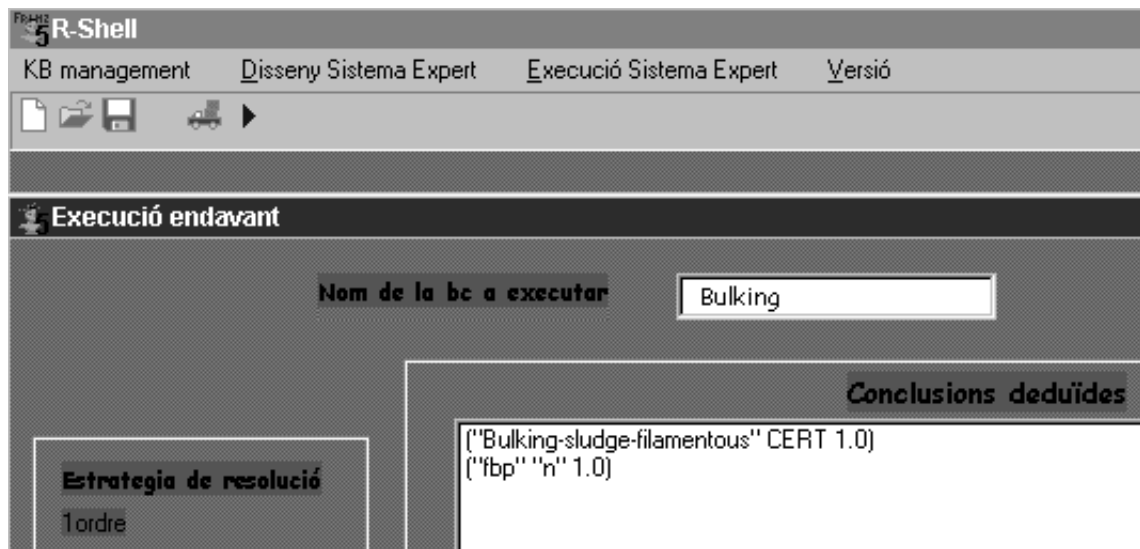 R-Shell
KB management Disseny Sistema Expert Execució Sistema Expert Versió
Execució endavant
Nom de la bc a executar Bulking
Conclusions deduïdes
("Bulking-sludge-filamentous" CERT 1.0)
("fbp" "n" 1.0)
Estrategia de resolució
1ordre